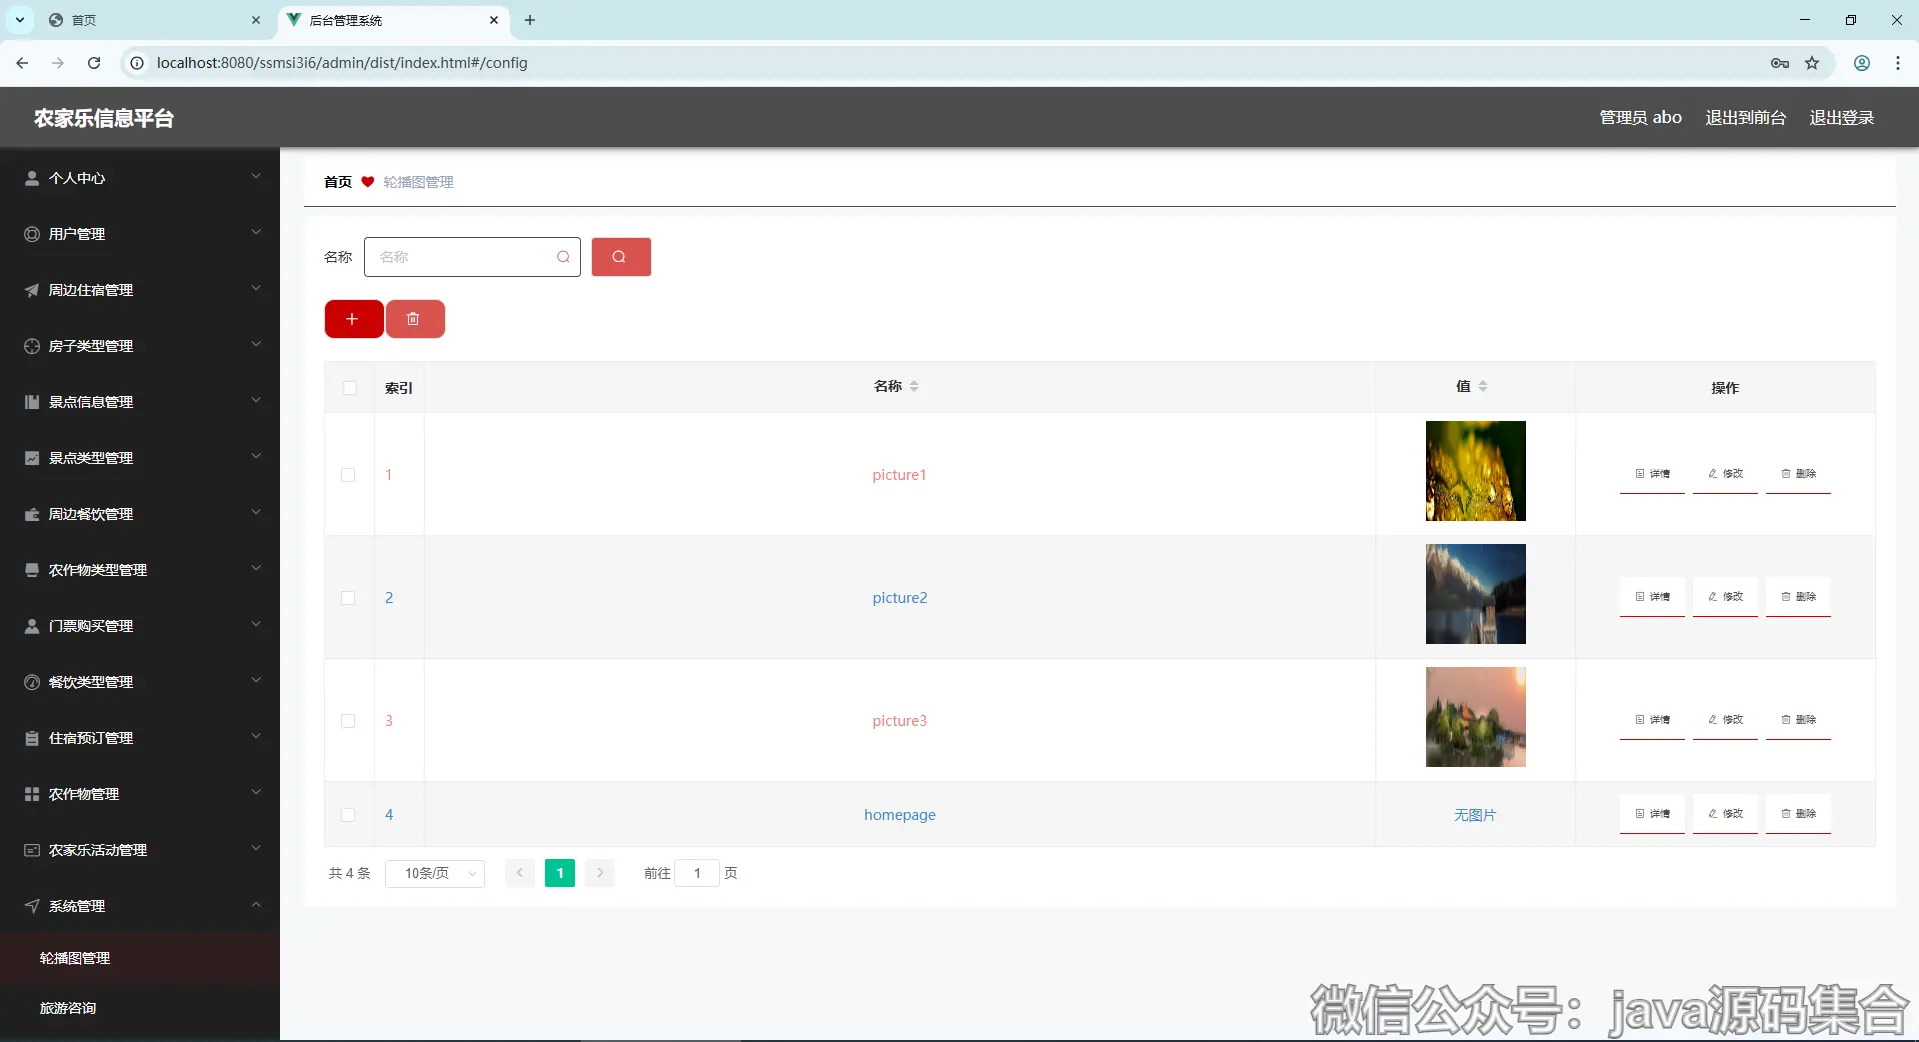 首页
后台管理系统
localhost:8080/ssmsi3i6/admin/dist/index.html#/config
农家乐信息平台
管理员 abo 退出到前台 退出登录
个人中心
用户管理
周边住宿管理
房子类型管理
景点信息管理
景点类型管理
周边餐饮管理
农作物类型管理
门票购买管理
餐饮类型管理
住宿预订管理
农作物管理
农家乐活动管理
系统管理
轮播图管理
旅游咨询
首页 轮播图管理
名称 名称
索引 名称 值 操作
1 picture1 详情 修改 删除
2 picture2 详情 修改 删除
3 picture3 详情 修改 删除
4 homepage 无图片 详情 修改 删除
共 4 条 10条/页 1 前往 1 页
微信公众号：java源码集合